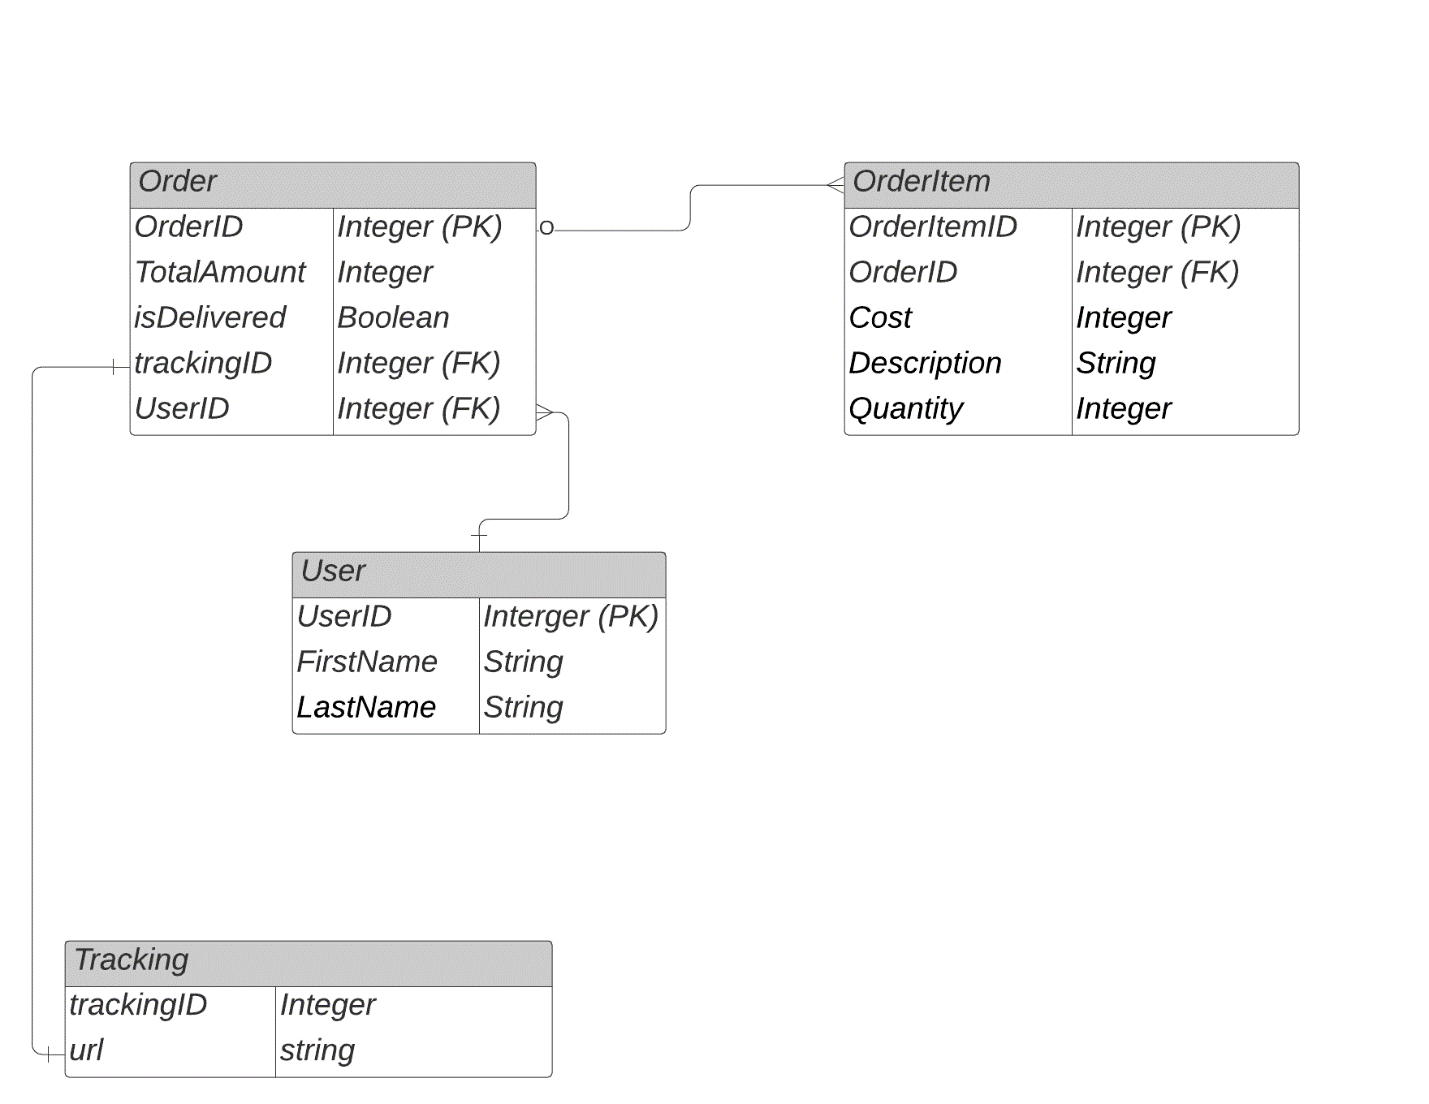 Order
OrderID Integer (PK)
TotalAmount Integer
isDelivered Boolean
trackingID Integer (FK)
UserID Integer (FK)
OrderItem
OrderItemID Integer (PK)
OrderID Integer (FK)
Cost Integer
Description String
Quantity Integer
User
UserID Interger (PK)
FirstName String
LastName String
Tracking
trackingID Integer
url string